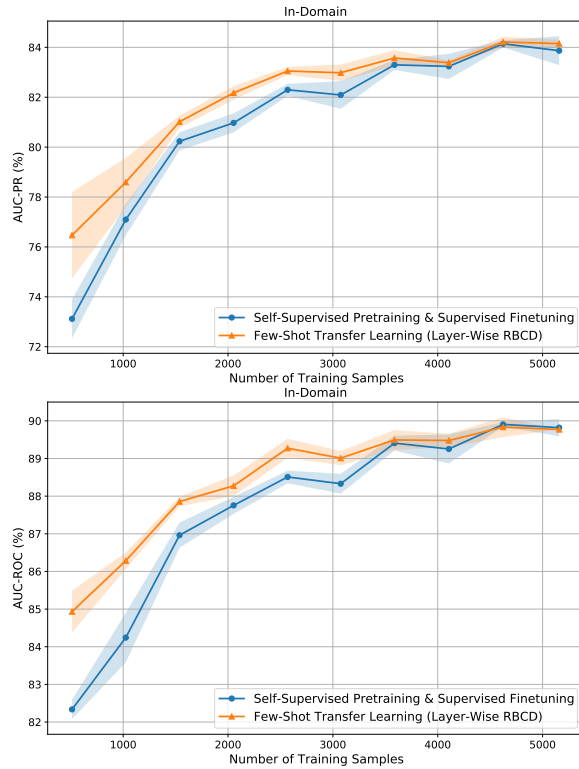 In-Domain
84
82
80
78
76
74
72
AUC-PR (%)
Self-Supervised Pretraining & Supervised Finetuning
Few-Shot Transfer Learning (Layer-Wise RBCD)
1000 2000 3000 4000 5000
Number of Training Samples
In-Domain
90
89
88
87
86
85
84
83
82
AUC-ROC (%)
Self-Supervised Pretraining & Supervised Finetuning
Few-Shot Transfer Learning (Layer-Wise RBCD)
1000 2000 3000 4000 5000
Number of Training Samples